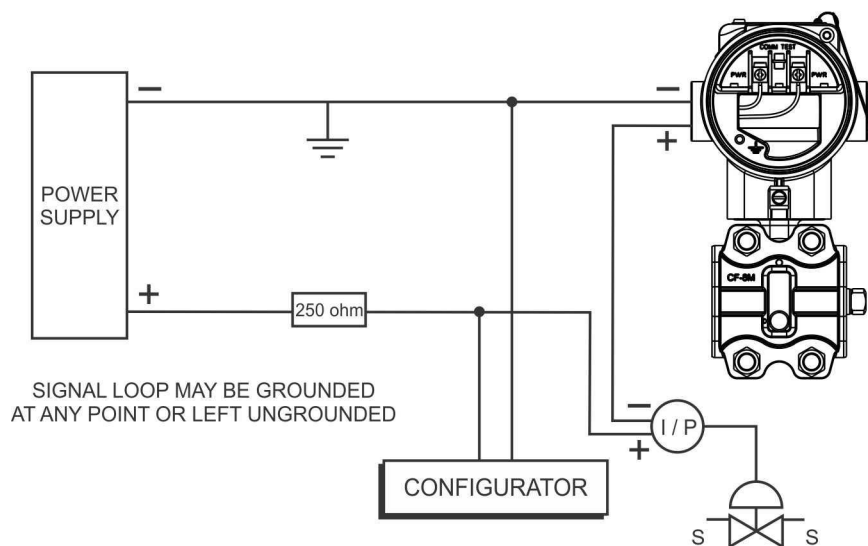 COMM TEST
PWR
PWR
−
−
+
POWER
SUPPLY
+
250 ohm
CF-8M
SIGNAL LOOP MAY BE GROUNDED
AT ANY POINT OR LEFT UNGROUNDED
−
I / P
+
CONFIGURATOR
S
S